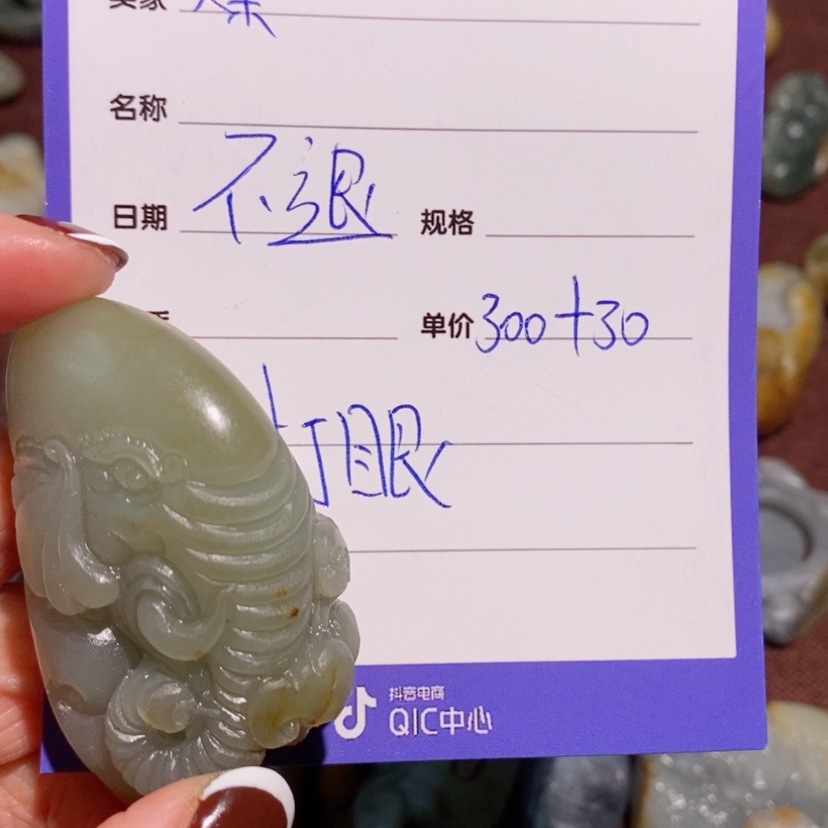 名称
不退
日期 规格
单价 300+30
打眼
抖音电商
QIC中心